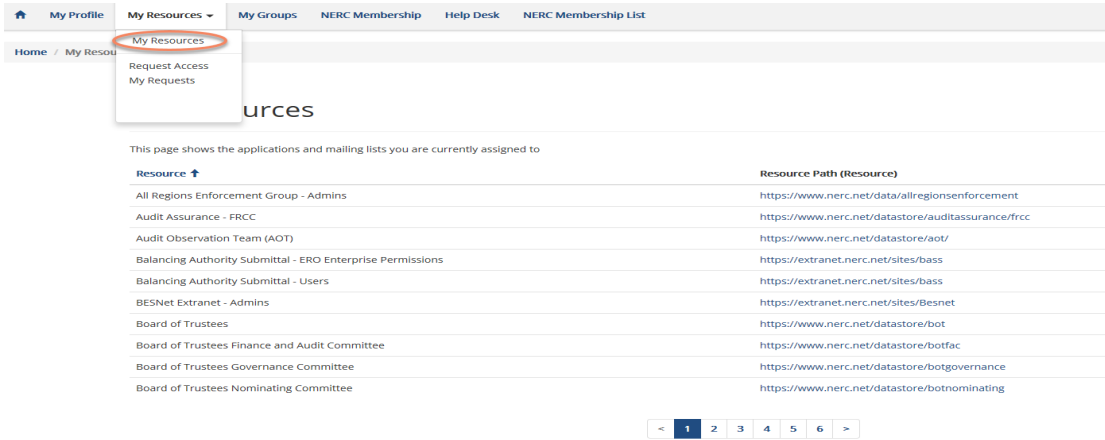 My Profile My Resources My Groups NERC Membership Help Desk NERC Membership List
My Resources
Home / My Resou
Request Access
My Requests
urces
This page shows the applications and mailing lists you are currently assigned to
Resource Resource Path (Resource)
All Regions Enforcement Group - Admins https://www.nerc.net/data/allregionsenforcement
Audit Assurance - FRCC https://www.nerc.net/datastore/auditassurance/frcc
Audit Observation Team (AOT) https://www.nerc.net/datastore/aot/
Balancing Authority Submittal - ERO Enterprise Permissions https://extranet.nerc.net/sites/bass
Balancing Authority Submittal - Users https://extranet.nerc.net/sites/bass
BESNet Extranet - Admins https://extranet.nerc.net/sites/Besnet
Board of Trustees https://www.nerc.net/datastore/bot
Board of Trustees Finance and Audit Committee https://www.nerc.net/datastore/botfac
Board of Trustees Governance Committee https://www.nerc.net/datastore/botgovernance
Board of Trustees Nominating Committee https://www.nerc.net/datastore/botnominating
< 1 2 3 4 5 6 >